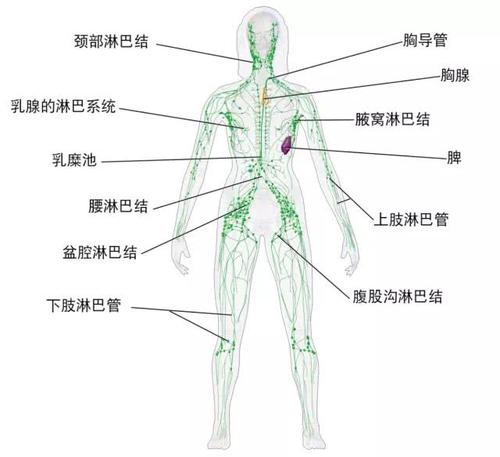 颈部淋巴结
胸导管
胸腺
乳腺的淋巴系统
腋窝淋巴结
乳糜池
脾
腰淋巴结
上肢淋巴管
盆腔淋巴结
腹股沟淋巴结
下肢淋巴管